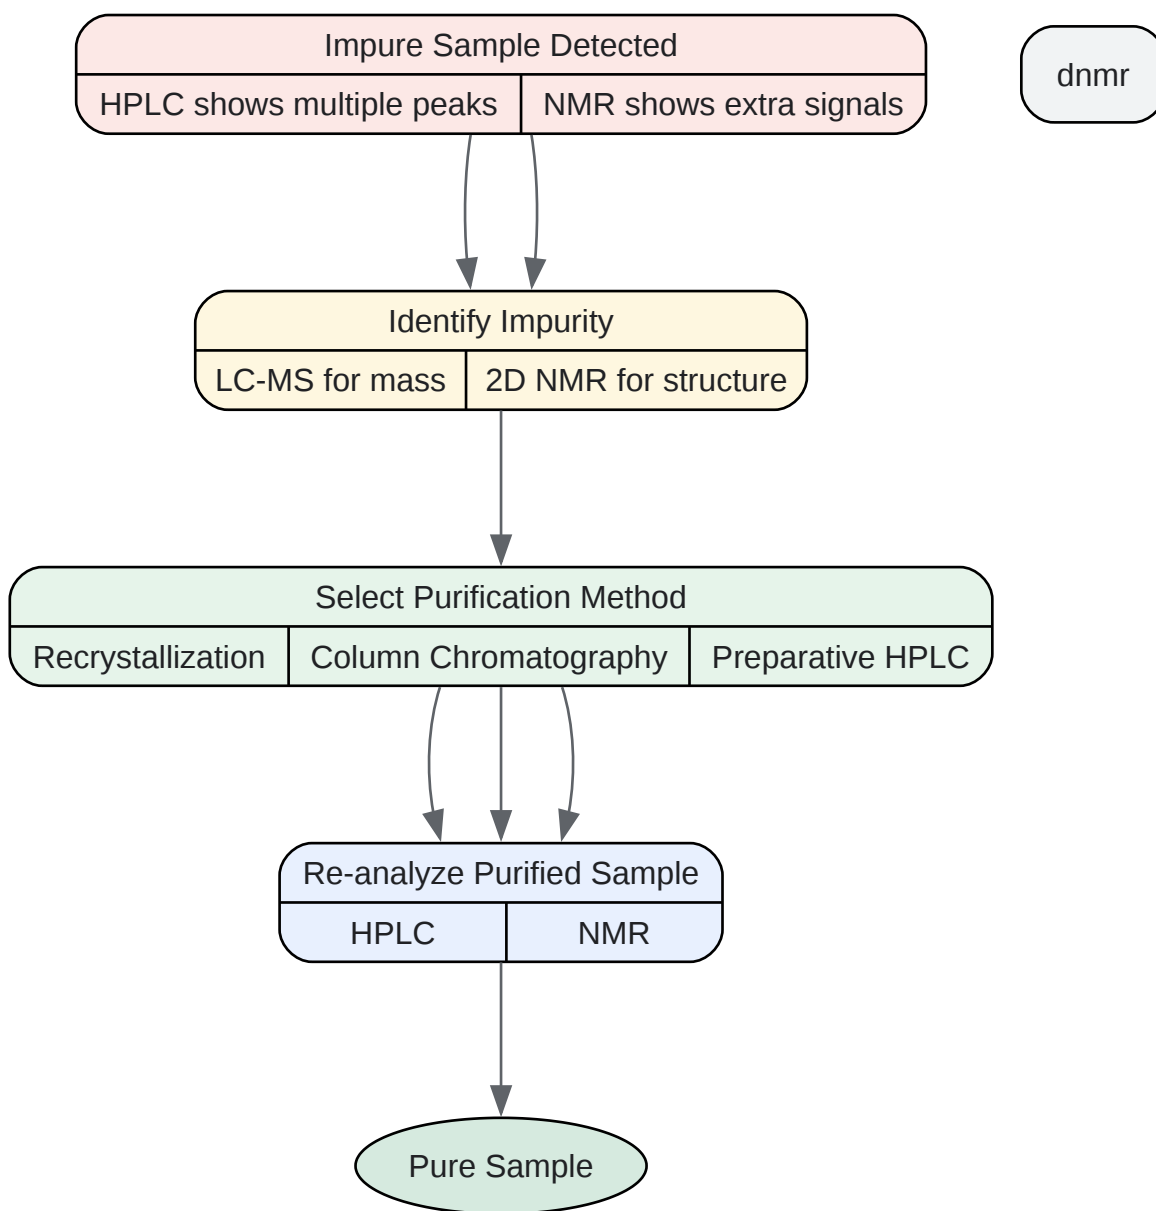 Impure Sample Detected
dnmr
HPLC shows multiple peaks
NMR shows extra signals
Identify Impurity
LC-MS for mass
2D NMR for structure
Select Purification Method
Recrystallization
Column Chromatography
Preparative HPLC
Re-analyze Purified Sample
HPLC
NMR
Pure Sample